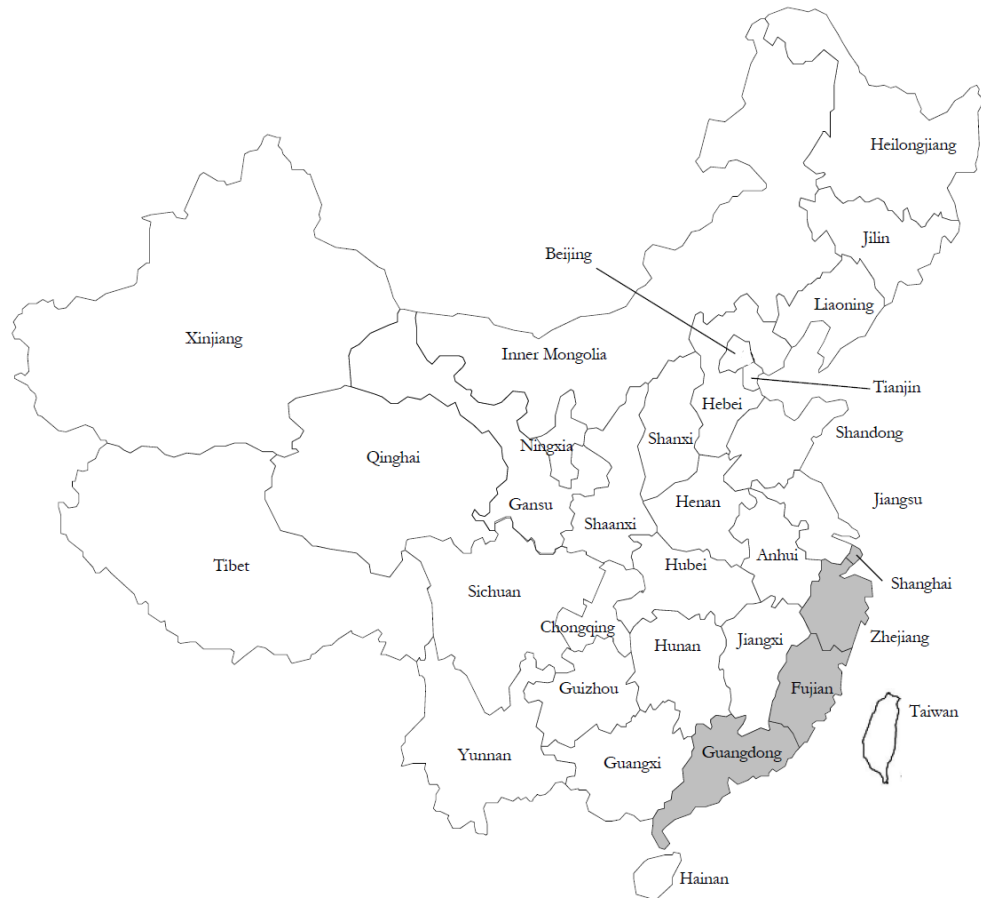 Heilongjiang
Jilin
Beijing
Liaoning
Xinjiang
Inner Mongolia
Tianjin
Hebei
Shandong
Ningxia
Shanxi
Qinghai
Gansu
Henan
Jiangsu
Shaanxi
Anhui
Hubei
Tibet
Shanghai
Sichuan
Chongqing
Jiangxi
Zhejiang
Hunan
Guizhou
Fujian
Taiwan
Guangdong
Yunnan
Guangxi
Hainan